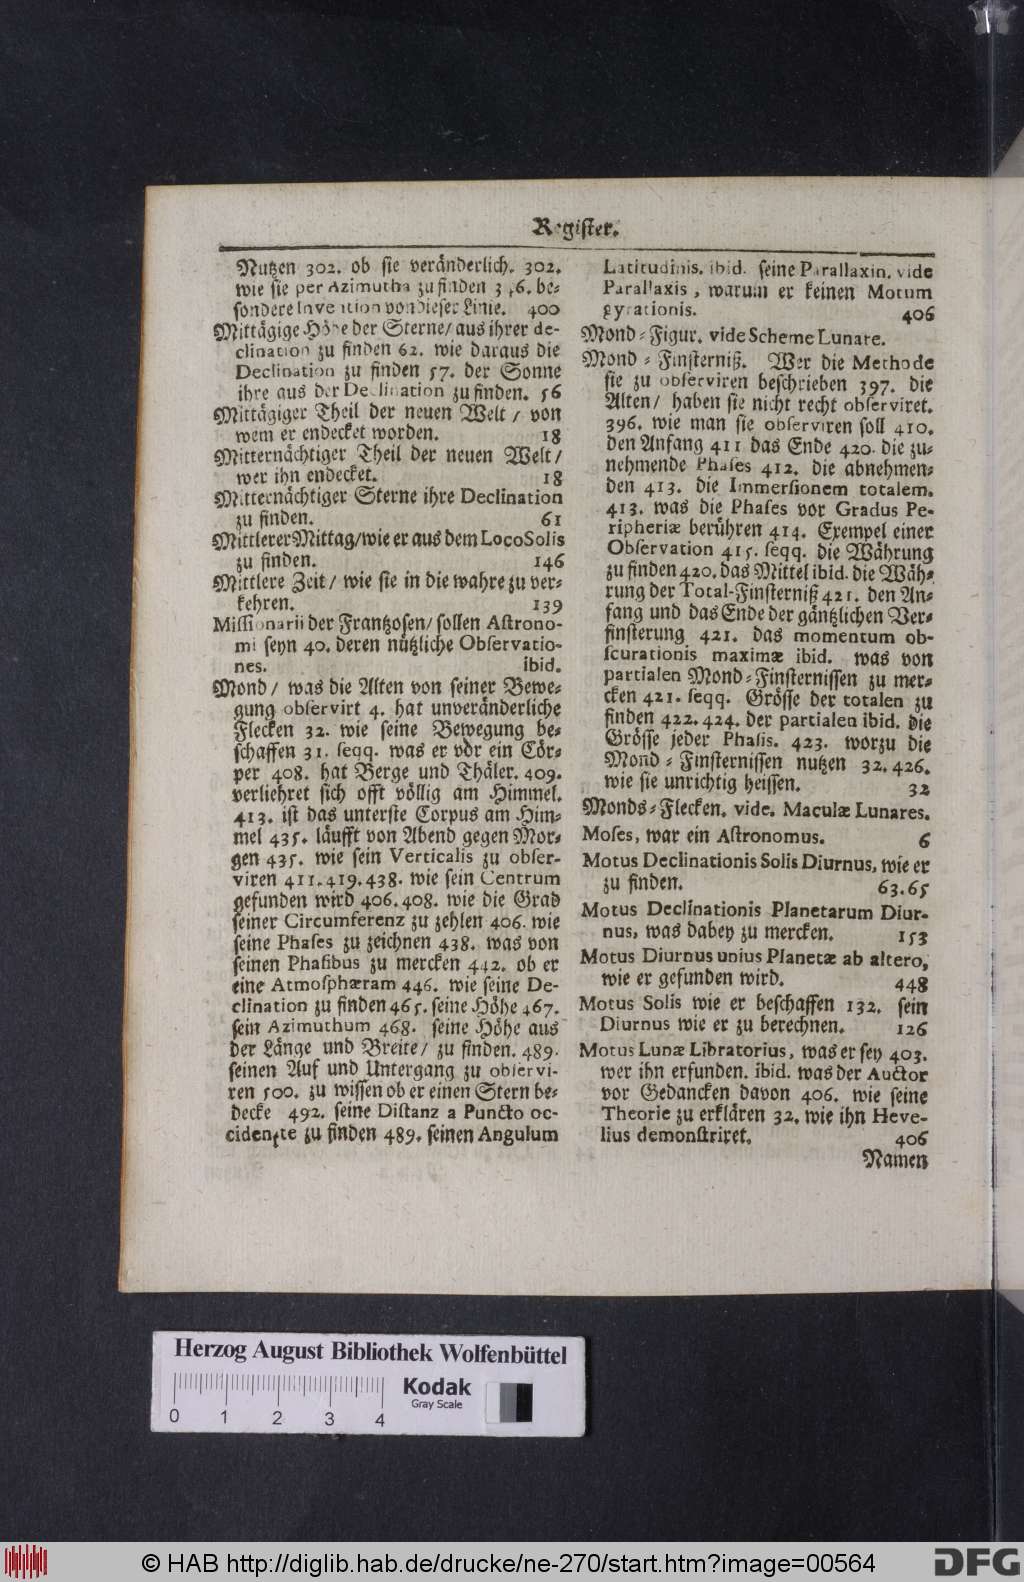 Register.
Nutzen 302. ob sie veränderlich. 302.
wie sie per Azimutha zu finden be⸗
sondere Invention von dieser Linie. 400
Mittägige Höhe der Sterne/ aus ihrer de-
clination zu finden 62. wie daraus die
Declination zu finden 57. der Sonne
ihre aus der Declination zu finden. 56
Mittägiger Theil der neuen Welt / von
wem er endecket worden. 18
Mitternächtiger Theil der neuen Welt/
wer ihn endecket. 18
Mitternächtiger Sterne ihre Declination
zu finden. 61
Mittlerer Mittag/ wie er aus dem Loco Solis
zu finden. 146
Mittlere Zeit/ wie sie in die wahre zu ver⸗
kehren. 139
Missionarii der Frantzosen/ sollen Astrono-
mi seyn 40. deren nützliche Observatio-
nes. ibid.
Mond/ was die Alten von seiner Bewe⸗
gung observirt 4. hat unveränderliche
Flecken 32. wie seine Bewegung be⸗
schaffen 31. seqq. was er vor ein Cör⸗
per 408. hat Berge und Thäler. 409.
verliehret sich offt völlig am Himmel.
413. ist das unterste Corpus am Him⸗
mel 435. läufft von Abend gegen Mor⸗
gen 435. wie sein Verticalis zu obser-
viren 411. 419. 438. wie sein Centrum
gefunden wird 406. 408. wie die Grad
seiner Circumferenz zu zehlen 406. wie
seine Phases zu zeichnen 438. was von
seinen Phasibus zu mercken 442. ob er
eine Atmosphæram 446. wie seine De-
clination zu finden 465. seine Höhe 467.
sein Azimuthum 468. seine Höhe aus
der Länge und Breite/ zu finden. 489.
seinen Auf und Untergang zu observi-
ren 500. zu wissen ob er einen Stern be⸗
decke 492. seine Distanz a Puncto oc-
cidente zu finden 489. seinen Angulum
Latitudinis. ibid. seine Parallaxin. vide
Parallaxis, warum er keinen Motum
gyrationis. 406
Mond⸗Figur. vide Scheme Lunare.
Mond⸗Finsterniß. Wer die Methode
sie zu observiren beschrieben 397. die
Alten/ haben sie nicht recht observiret.
396. wie man sie observiren soll 410.
den Anfang 411 das Ende 420. die zu⸗
nehmende Phases 412. die abnehmen⸗
den 413. die Immersionem totalem.
413. was die Phases vor Gradus Pe-
ripheriæ berühren 414. Exempel einer
Observation 415. seqq. die Währung
zu finden 420. das Mittel ibid. die Wäh⸗
rung der Total-Finsterniß 421. den An⸗
fang und das Ende der gäntzlichen Ver⸗
finsterung 421. das momentum ob-
scurationis maximæ ibid. was von
partialen Mond⸗Finsternissen zu mer⸗
cken 421. seqq. Grösse der totalen zu
finden 422. 424. der partialen ibid. die
Grösse jeder Phasis. 423. worzu die
Mond⸗Finsternissen nutzen 32. 426.
wie sie unrichtig heissen. 32
Monds⸗Flecken. vide. Maculæ Lunares.
Moses, war ein Astronomus. 6
Motus Declinationis Solis Diurnus, wie er
zu finden. 63. 65
Motus Declinationis Planetarum Diur-
nus, was dabey zu mercken. 153
Motus Diurnus unius Planetæ ab altero,
wie er gefunden wird. 448
Motus Solis wie er beschaffen 132. sein
Diurnus wie er zu berechnen. 126
Motus Lunæ Libratorius, was er sey 403.
wer ihn erfunden. ibid. was der Auctor
vor Gedancken davon 406. wie seine
Theorie zu erklären 32. wie ihn Heve-
lius demonstriret. 406
Namen
Herzog August Bibliothek Wolfenbüttel
Kodak
Gray Scale
0 1 2 3 4
© HAB http://diglib.hab.de/drucke/ne-270/start.htm?image=00564
DFG